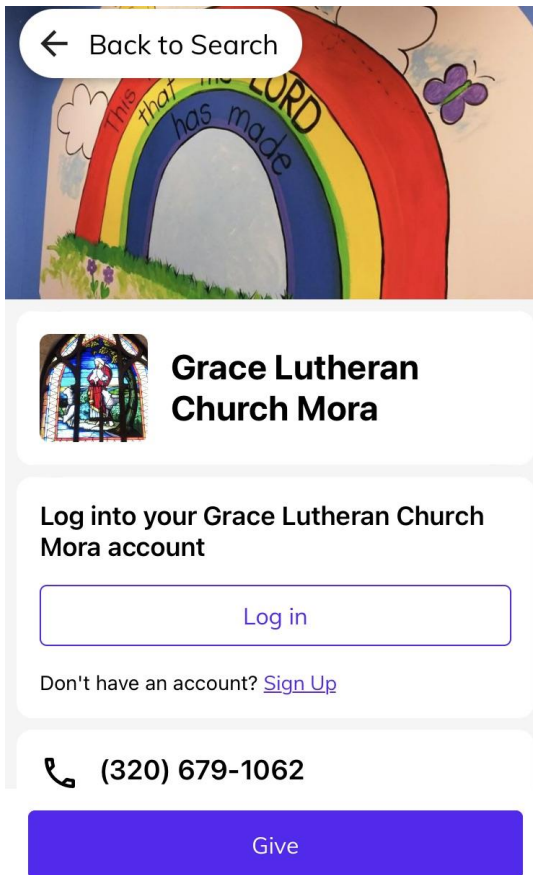 Back to Search
This
that the LORD
has made
Grace Lutheran
Church Mora
Log into your Grace Lutheran Church
Mora account
Log in
Don't have an account? Sign Up
(320) 679-1062
Give